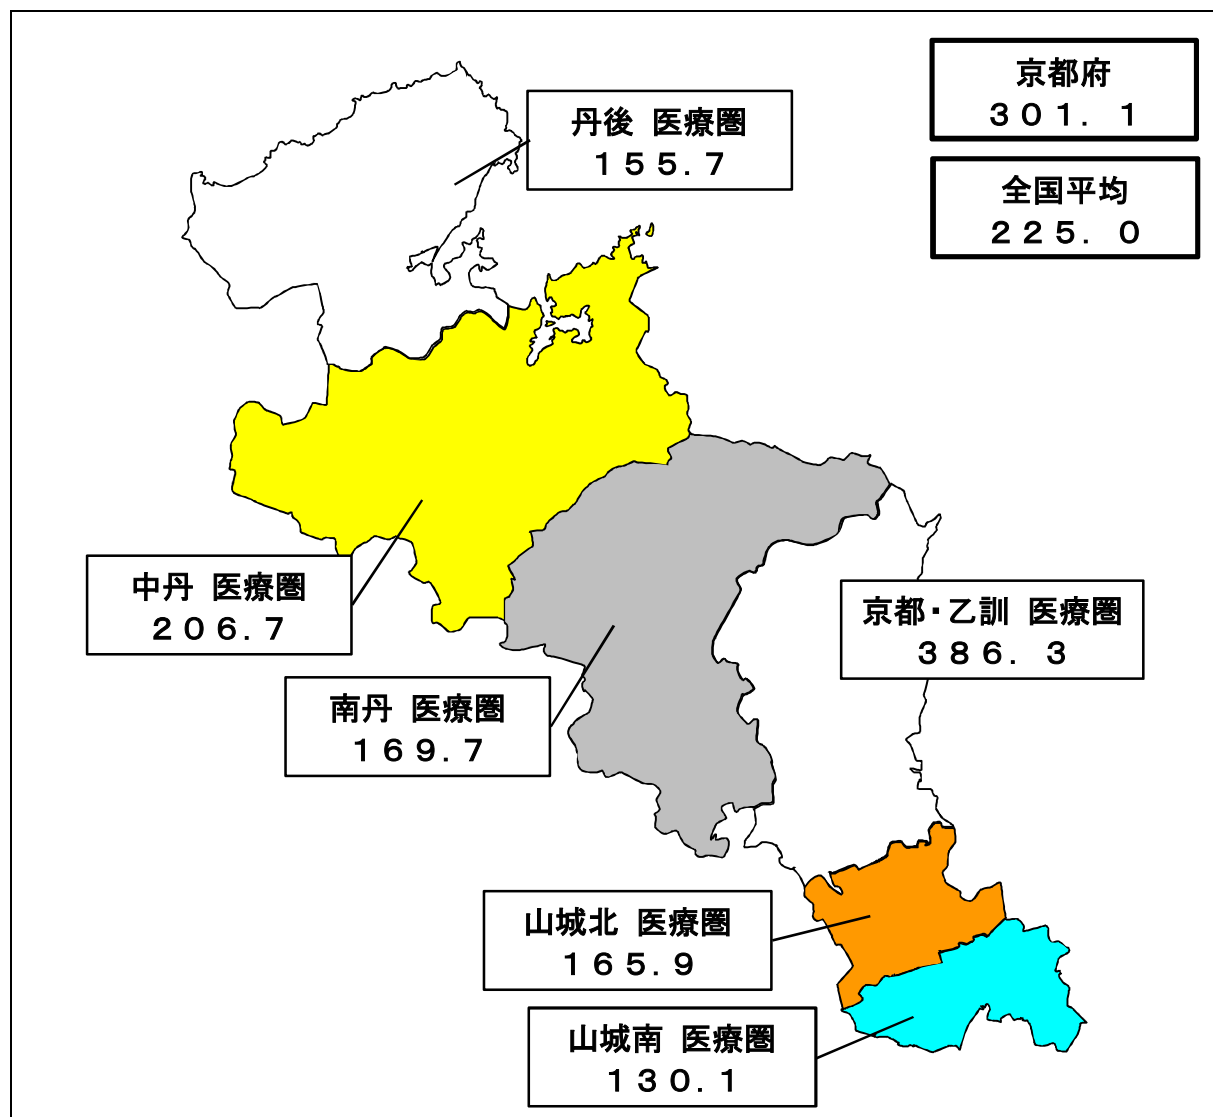 京都府
３０１．１
丹後 医療圏
１５５．７
全国平均
２２５．０
中丹 医療圏
２０６．７
京都・乙訓 医療圏
３８６．３
南丹 医療圏
１６９．７
山城北 医療圏
１６５．９
山城南 医療圏
１３０．１